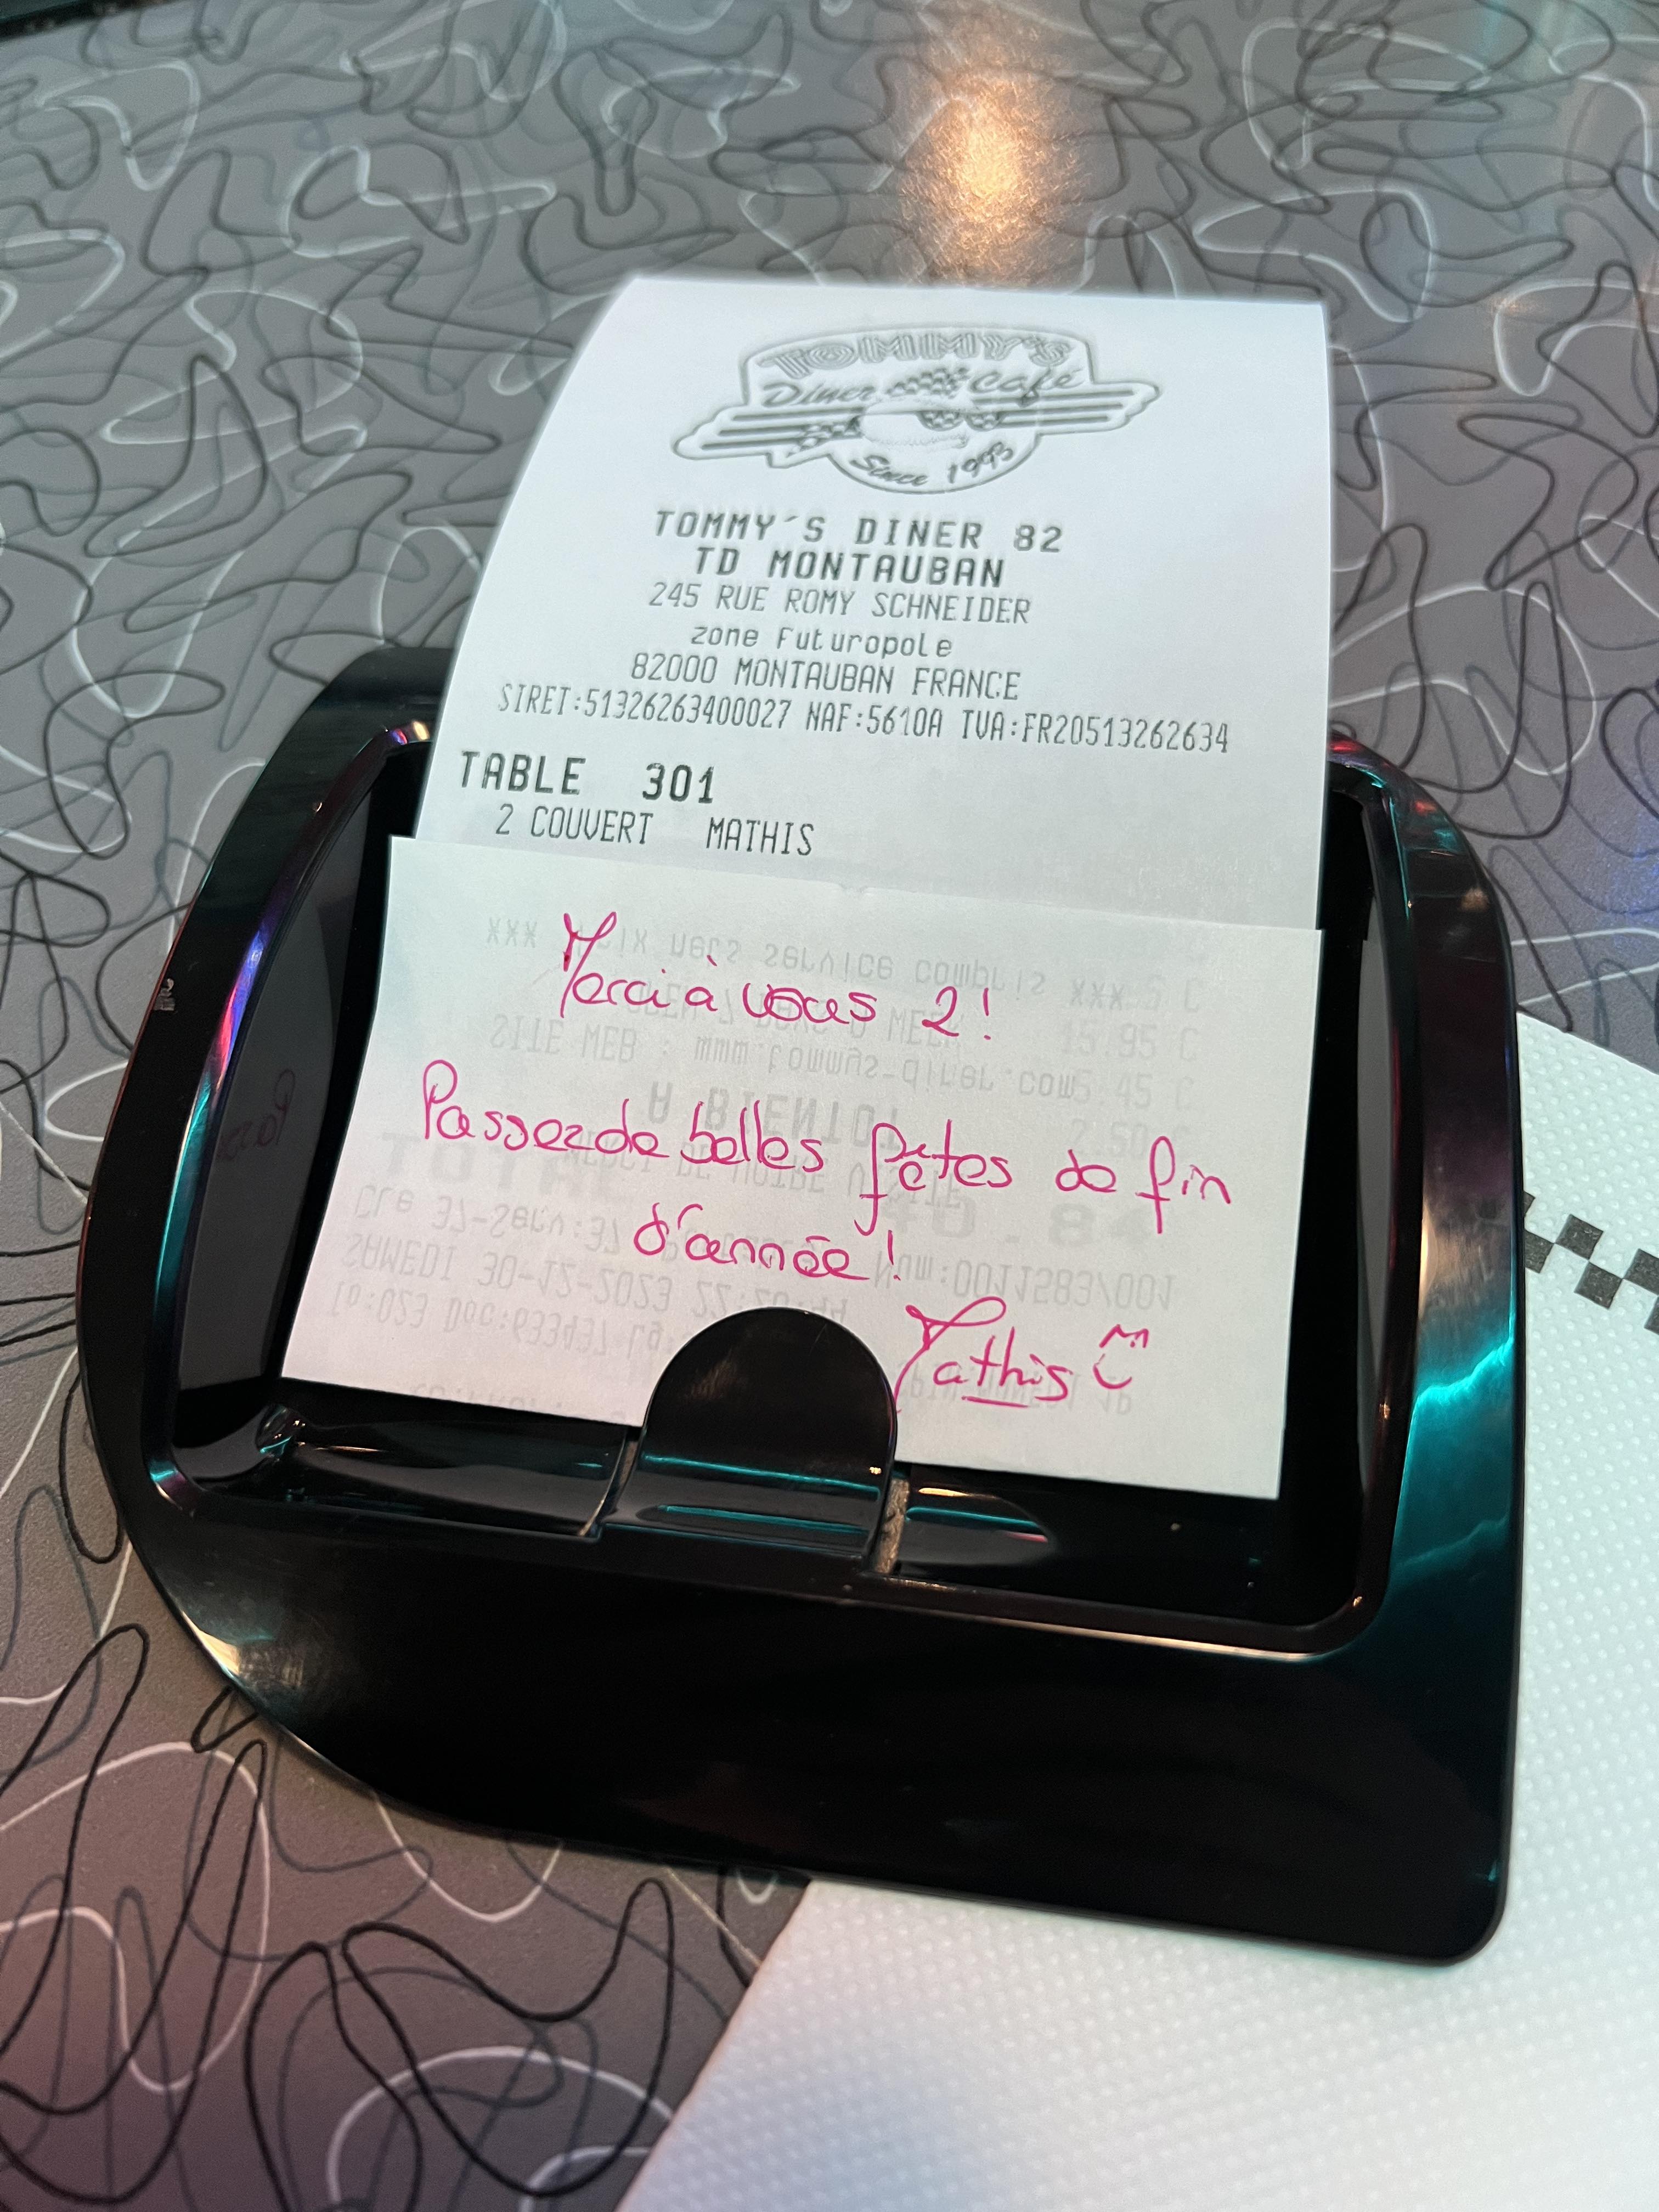 TOMMY'S
Diner Café
Since 1993
TOMMY´S DINER 82
TD MONTAUBAN
245 RUE ROMY SCHNEIDER
zone Futuropole
82000 MONTAUBAN FRANCE
SIRET:51326263400027 NAF:5610A TVA:FR20513262634
TABLE 301
2 COUVERT MATHIS
Merci à vous 2 !
Passez de belles fêtes de fin
d'année !
Mathis